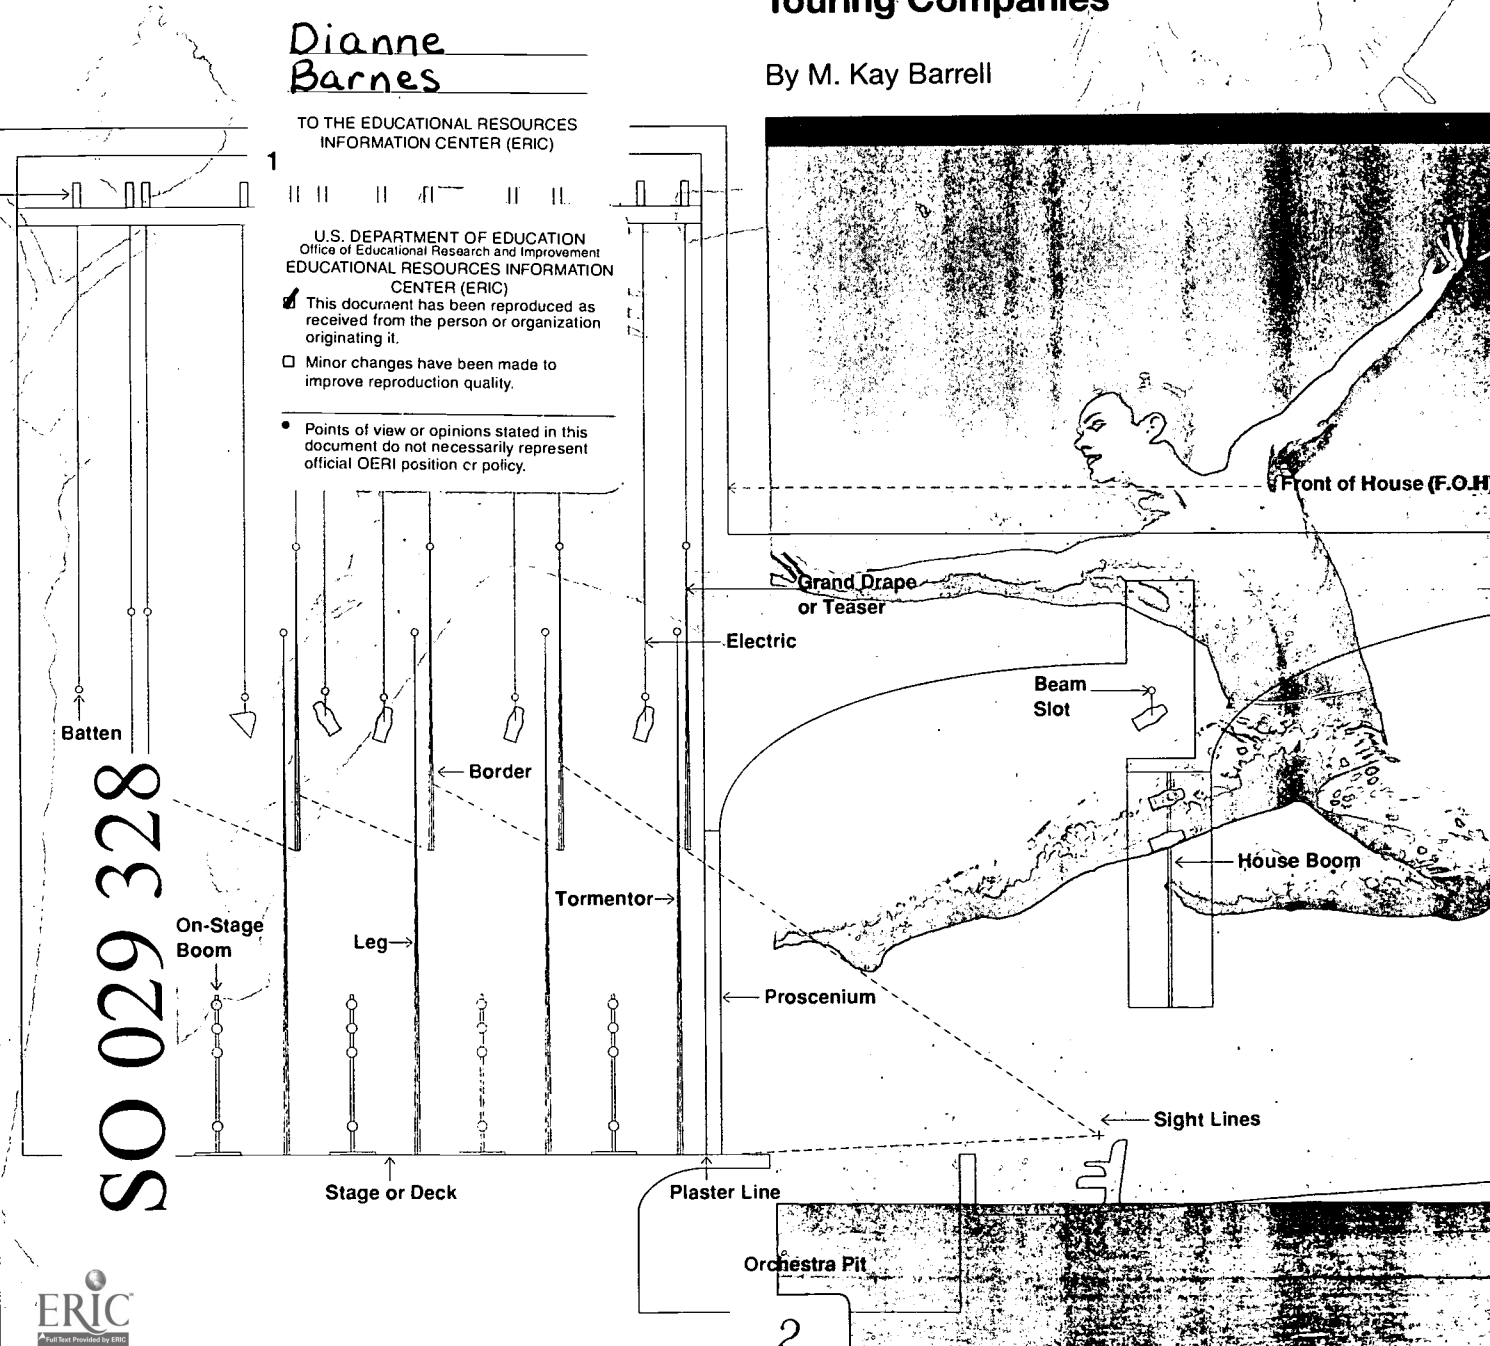 Touring Companies
By M. Kay Barrell
Dianne
Barnes
TO THE EDUCATIONAL RESOURCES
INFORMATION CENTER (ERIC)
1
U.S. DEPARTMENT OF EDUCATION
Office of Educational Research and Improvement
EDUCATIONAL RESOURCES INFORMATION
CENTER (ERIC)
This document has been reproduced as
received from the person or organization
originating it.
Minor changes have been made to
improve reproduction quality.
• Points of view or opinions stated in this
document do not necessarily represent
official OERI position or policy.
Front of House (F.O.H
Grand Drape
or Teaser
Electric
Beam
Slot
Batten
Border
House Boom
Tormentor
On-Stage
Boom
Leg
Proscenium
Sight Lines
Stage or Deck
Plaster Line
Orchestra Pit
SO 029 328
ERIC
Full Text Provided by ERIC
2